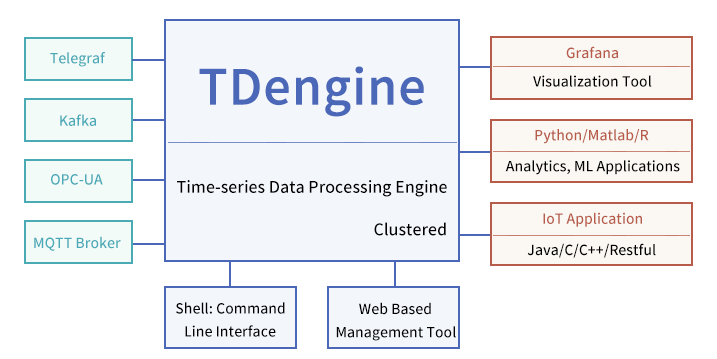 Telegraf
Kafka
OPC-UA
MQTT Broker
TDengine
Time-series Data Processing Engine
Clustered
Grafana
Visualization Tool
Python/Matlab/R
Analytics, ML Applications
IoT Application
Java/C/C++/Restful
Shell: Command
Line Interface
Web Based
Management Tool